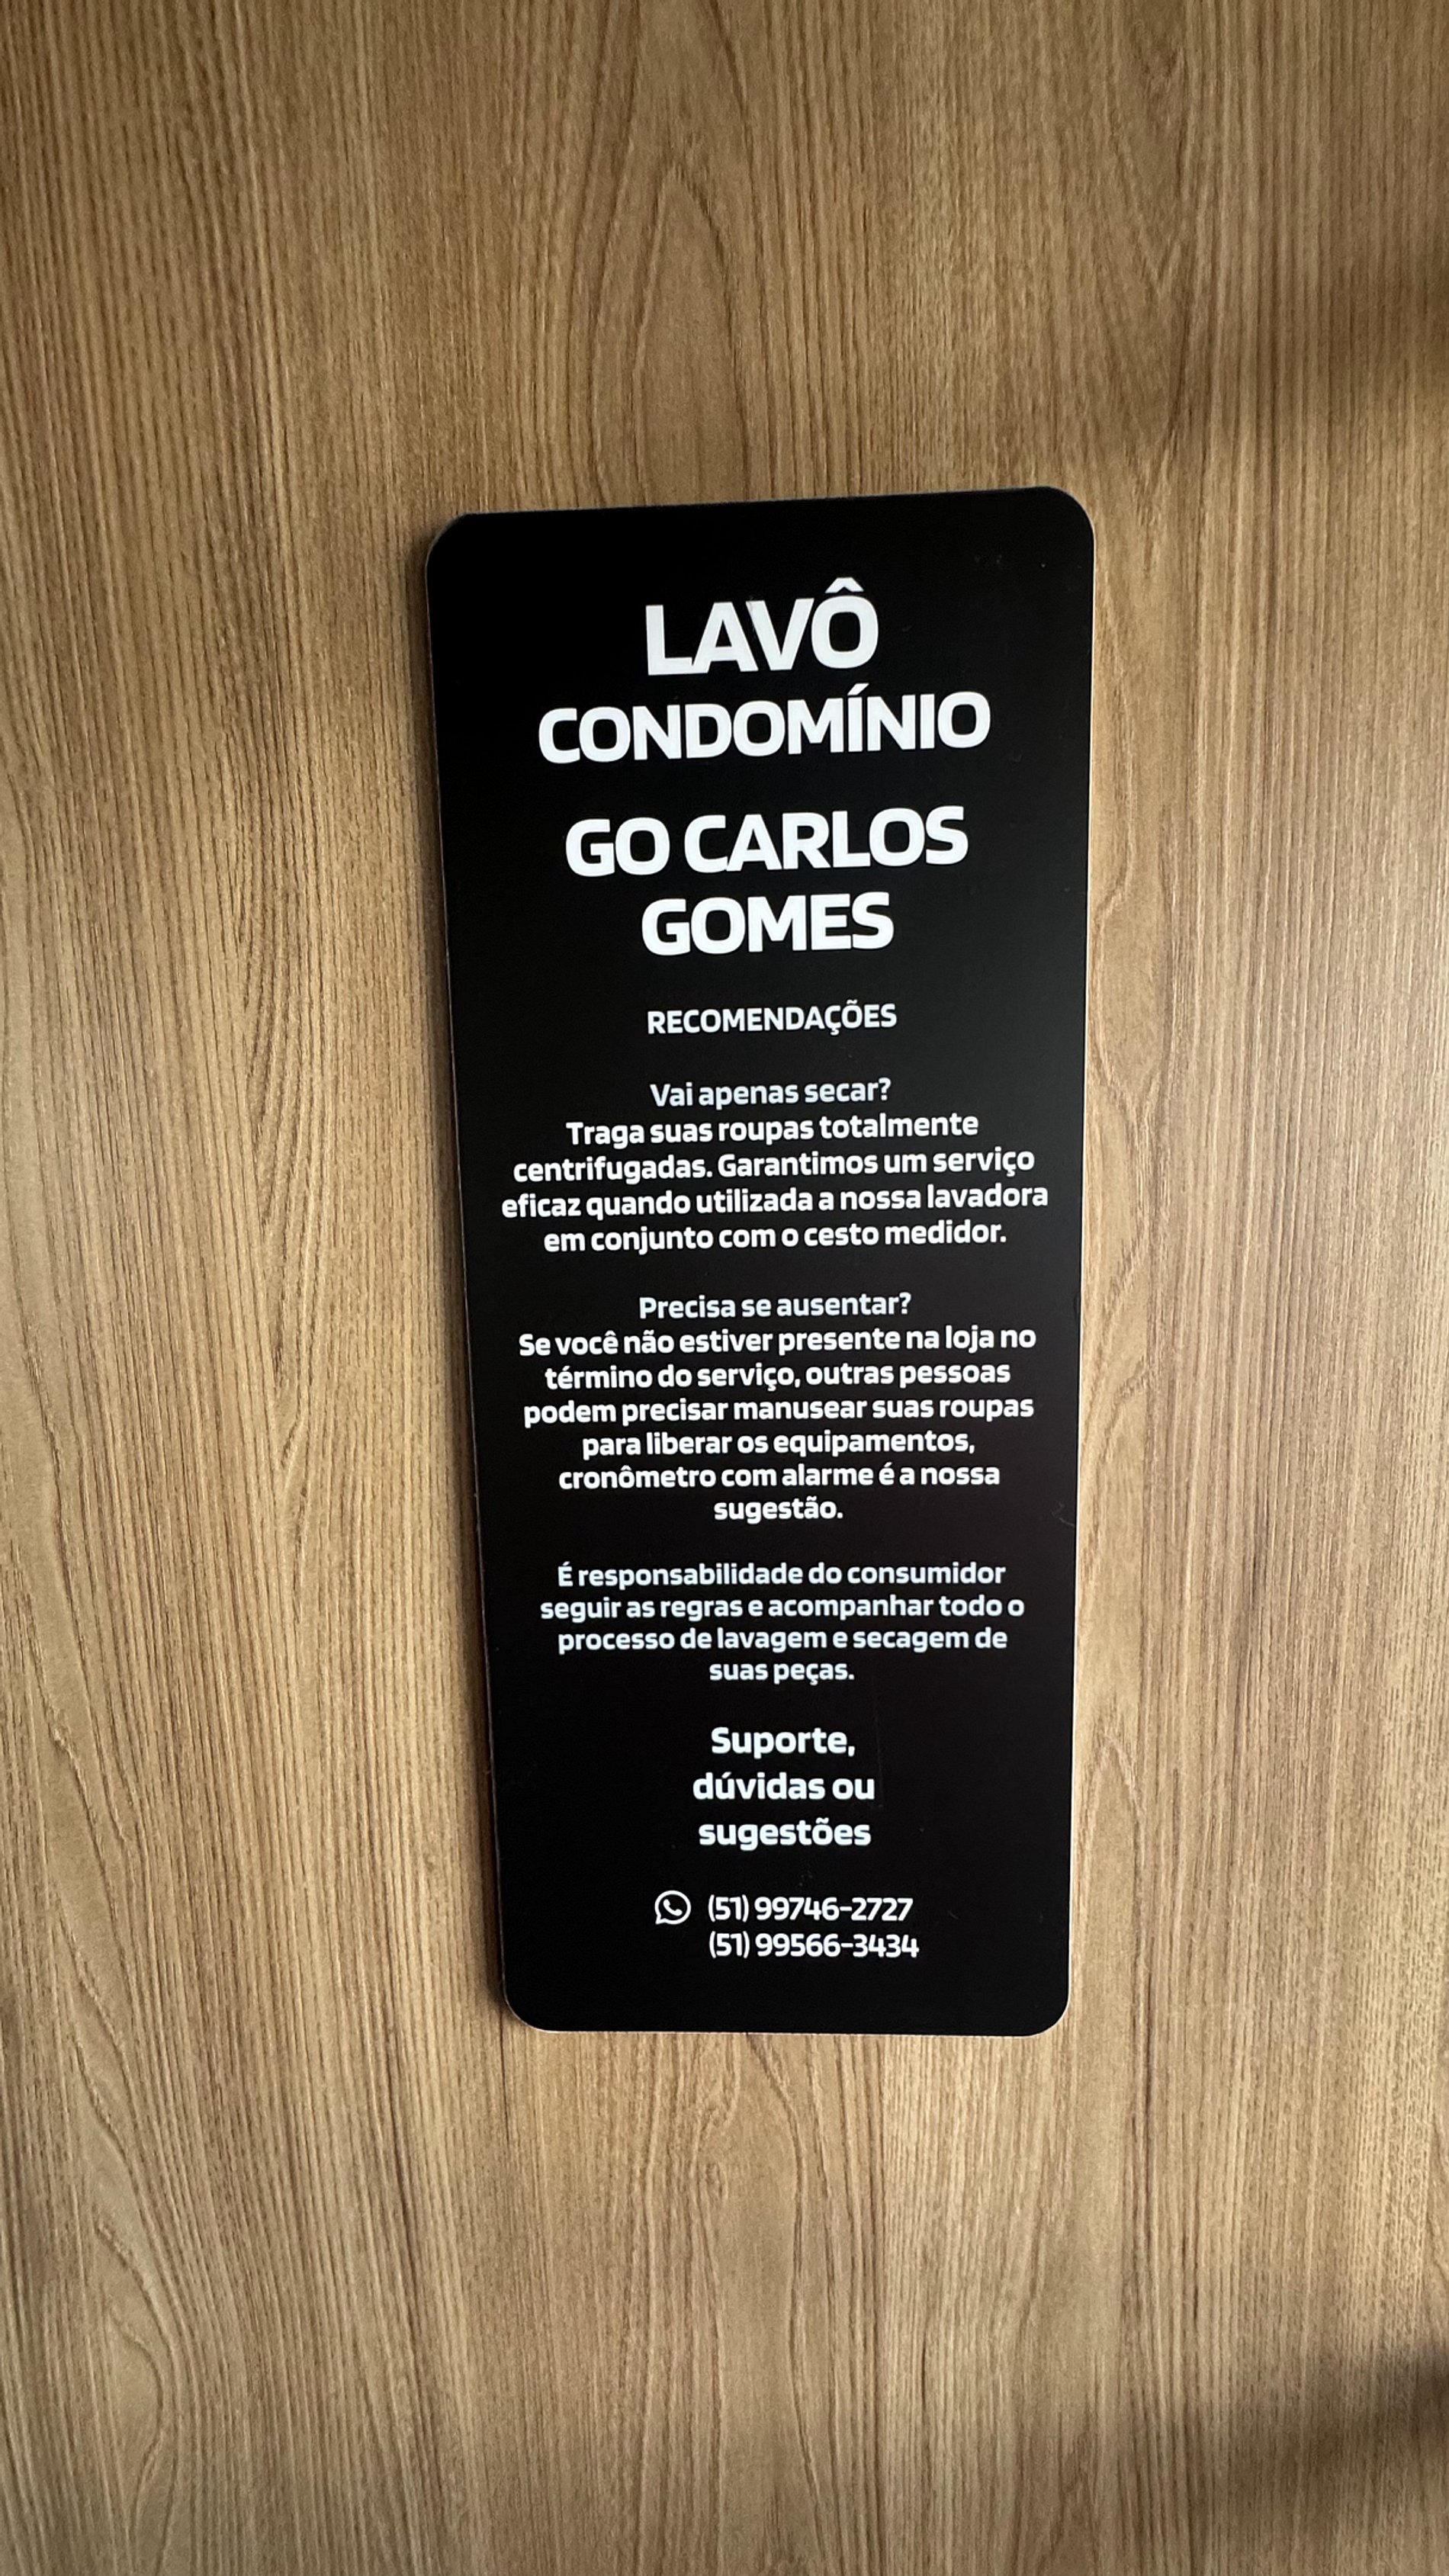 LAVÔ
CONDOMÍNIO
GO CARLOS
GOMES
RECOMENDAÇÕES
Vai apenas secar?
Traga suas roupas totalmente
centrifugadas. Garantimos um serviço
eficaz quando utilizada a nossa lavadora
em conjunto com o cesto medidor.
Precisa se ausentar?
Se você não estiver presente na loja no
término do serviço, outras pessoas
podem precisar manusear suas roupas
para liberar os equipamentos,
cronômetro com alarme é a nossa
sugestão.
É responsabilidade do consumidor
seguir as regras e acompanhar todo o
processo de lavagem e secagem de
suas peças.
Suporte,
dúvidas ou
sugestões
(51) 99746-2727
(51) 99566-3434